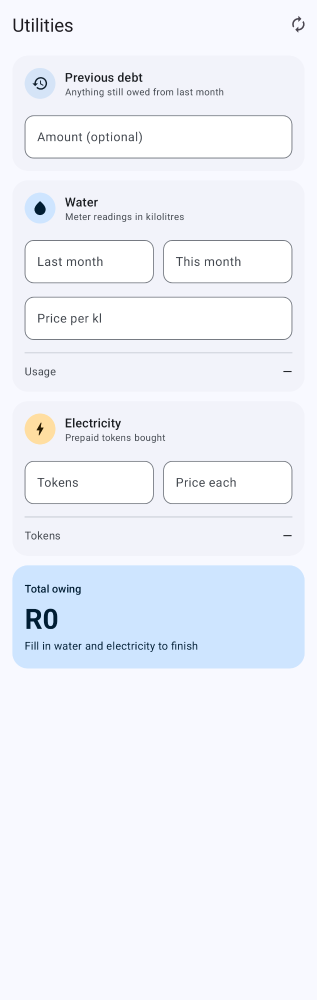 Utilities
Previous debt
Anything still owed from last month
Amount (optional)
Water
Meter readings in kilolitres
Last month
This month
Price per kl
Usage
—
Electricity
Prepaid tokens bought
Tokens
Price each
Tokens
—
Total owing
R0
Fill in water and electricity to finish